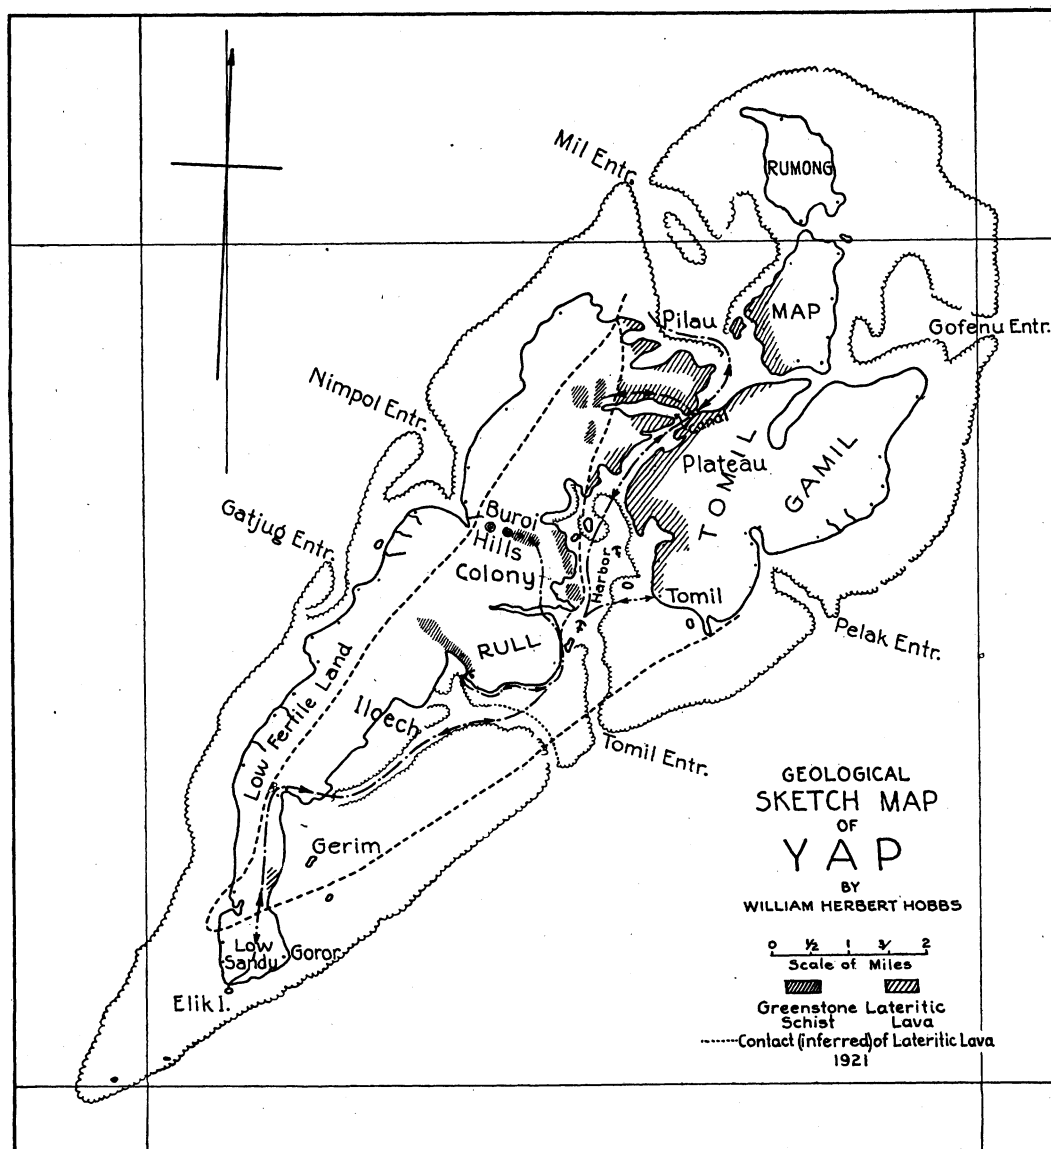 RUMONG
Mil Entr.
MAP
Pilau
Gofenu Entr.
Nimpol Entr.
Canal
Plateau
TOMIL
GAMIL
Gatjug Entr.
Buroi
Hills
Colony
Harbor
Tomil
Pelak Entr.
RULL
Low Fertile Land
Iloech
Tomil Entr.
Gerim
Low
Sandy
Goror
Elik I.
GEOLOGICAL
SKETCH MAP
OF
YAP
BY
WILLIAM HERBERT HOBBS
0 ½ 1 3/ 2
Scale of Miles
Greenstone Lateritic
Schist Lava
Contact (inferred) of Lateritic Lava
1921